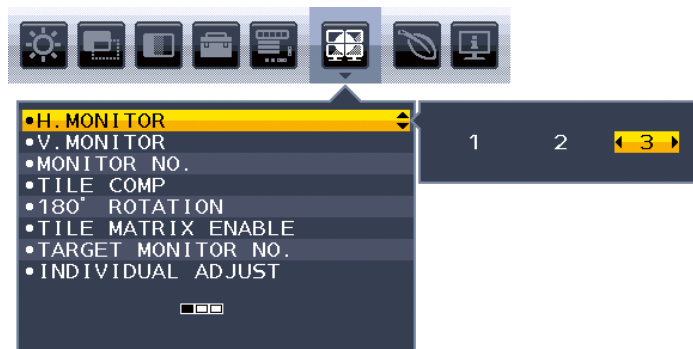 •H.MONITOR
1 2 3
•V.MONITOR
•MONITOR NO.
•TILE COMP
•180° ROTATION
•TILE MATRIX ENABLE
•TARGET MONITOR NO.
•INDIVIDUAL ADJUST